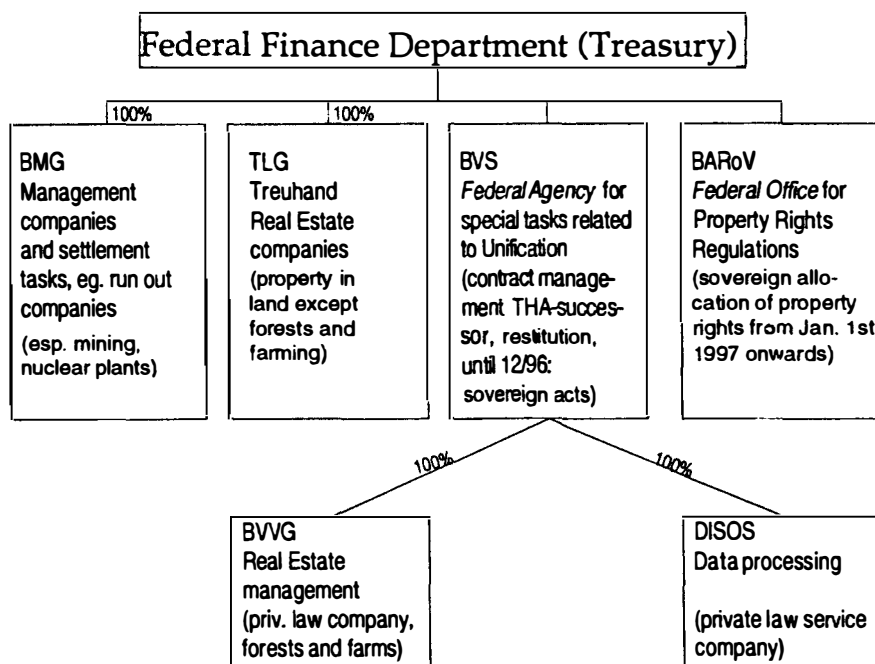 Federal Finance Department (Treasury)
100%
100%
BMG
Management
companies
and settlement
tasks, eg. run out
companies
(esp. mining,
nuclear plants)
TLG
Treuhand
Real Estate
companies
(property in
land except
forests and
farming)
BVS
Federal Agency for
special tasks related
to Unification
(contract manage-
ment THA-succes-
sor, restitution,
until 12/96:
sovereign acts)
BARoV
Federal Office for
Property Rights
Regulations
(sovereign allo-
cation of property
rights from Jan. 1st
1997 onwards)
100%
100%
BVVG
Real Estate
management
(priv. law company,
forests and farms)
DISOS
Data processing
(private law service
company)